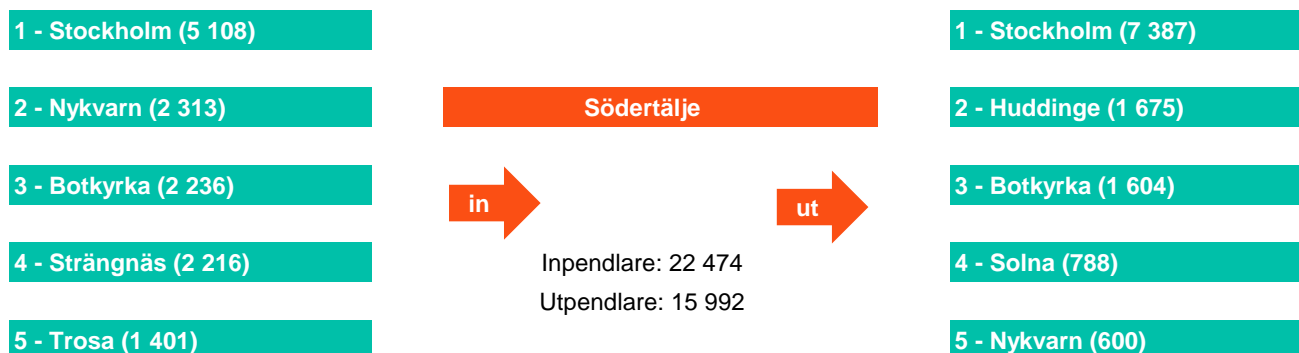 1 - Stockholm (5 108)
2 - Nykvarn (2 313)
3 - Botkyrka (2 236)
4 - Strängnäs (2 216)
5 - Trosa (1 401)
Södertälje
in
ut
Inpendlare: 22 474
Utpendlare: 15 992
1 - Stockholm (7 387)
2 - Huddinge (1 675)
3 - Botkyrka (1 604)
4 - Solna (788)
5 - Nykvarn (600)